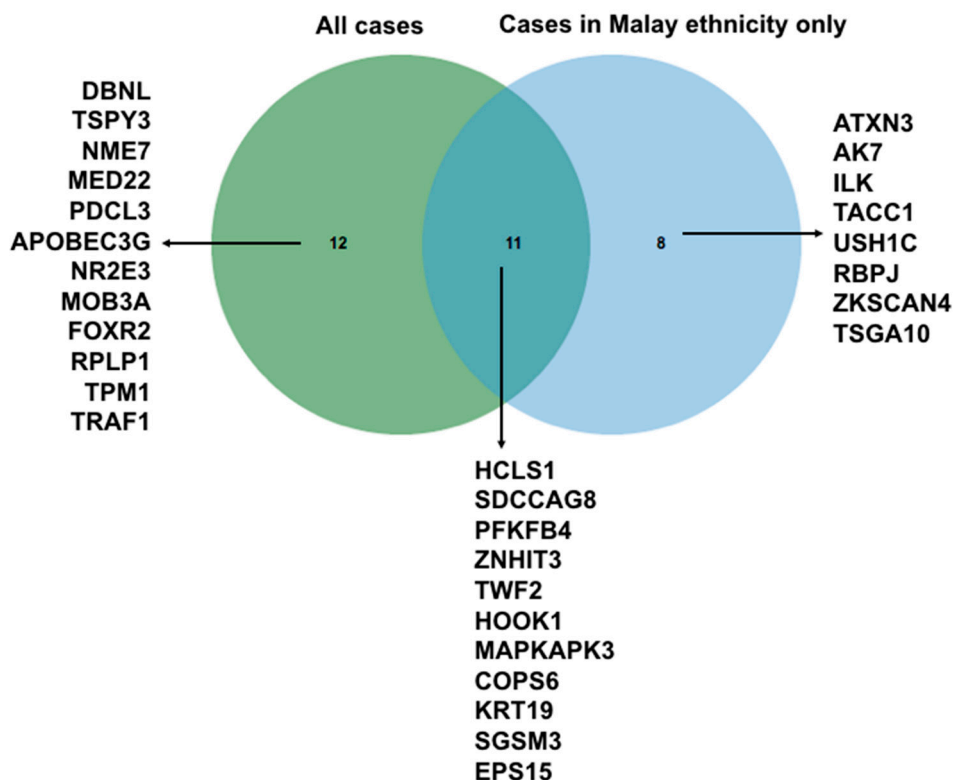 All cases
Cases in Malay ethnicity only
DBNL
TSPY3
NME7
MED22
PDCL3
APOBEC3G
NR2E3
MOB3A
FOXR2
RPLP1
TPM1
TRAF1
12
11
8
ATXN3
AK7
ILK
TACC1
USH1C
RBPJ
ZKSCAN4
TSGA10
HCLS1
SDCCAG8
PFKFB4
ZNHIT3
TWF2
HOOK1
MAPKAPK3
COPS6
KRT19
SGSM3
EPS15